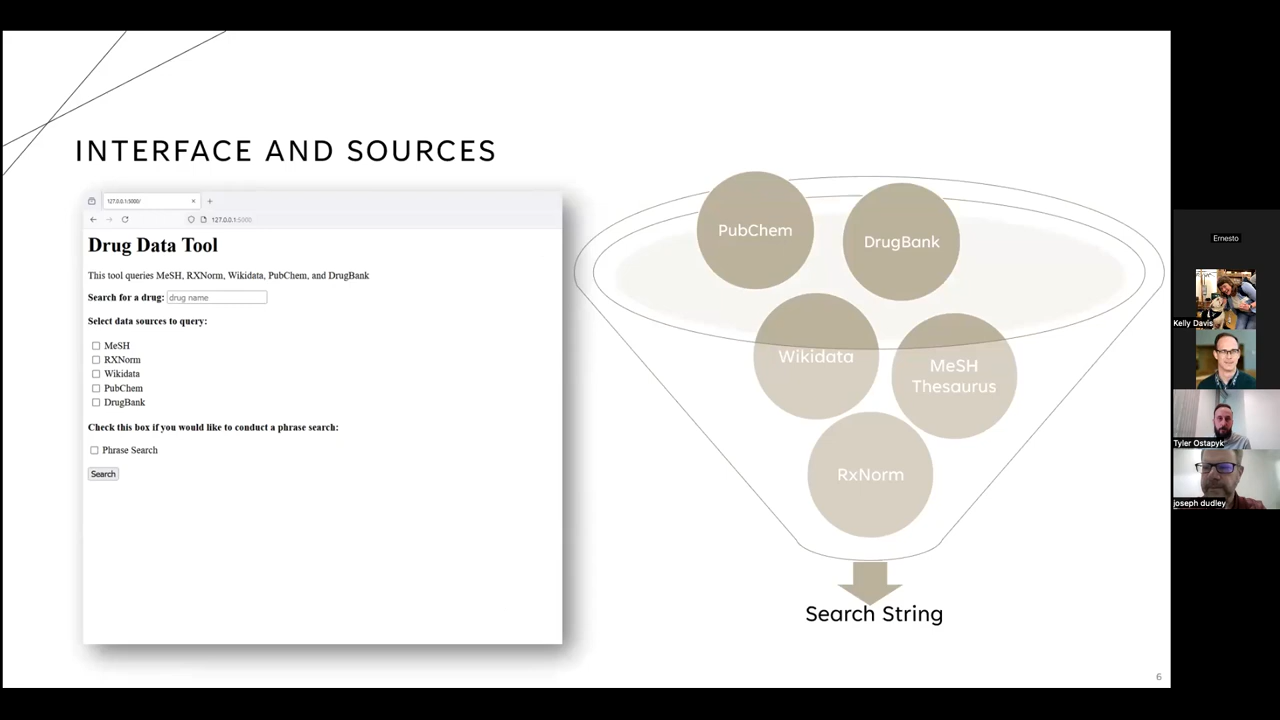 INTERFACE AND SOURCES
127.0.0.1:5000/
127.0.0.1:5000
Drug Data Tool
This tool queries MeSH, RXNorm, Wikidata, PubChem, and DrugBank
Search for a drug: drug name
Select data sources to query:
MeSH
RXNorm
Wikidata
PubChem
DrugBank
Check this box if you would like to conduct a phrase search:
Phrase Search
Search
PubChem
DrugBank
Wikidata
MeSH
Thesaurus
RxNorm
Search String
6
Ernesto
Kelly Davis
Tyler Ostapyk
joseph dudley